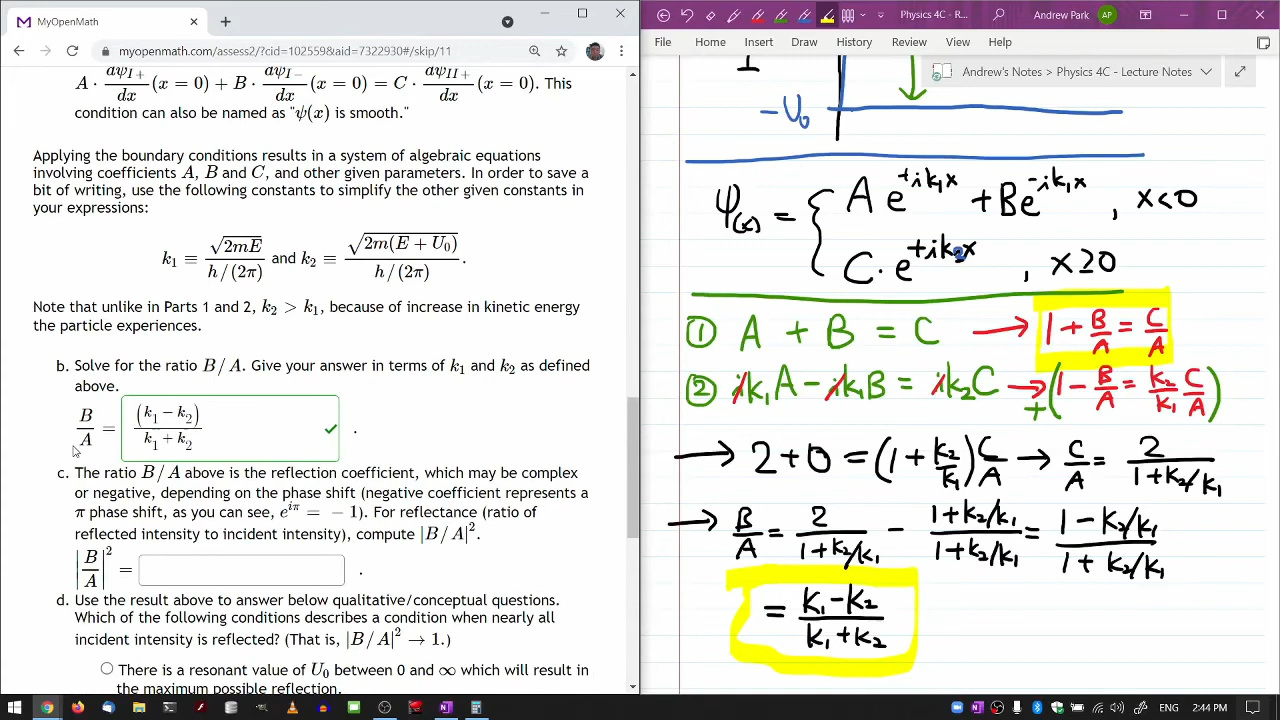 MyOpenMath
myopenmath.com/assess2/?cid=102559&aid=7322930#/skip/11
A · dψI+/dx (x = 0) + B · dψI−/dx (x = 0) = C · dψII+/dx (x = 0). This
condition can also be named as "ψ(x) is smooth."
Applying the boundary conditions results in a system of algebraic equations
involving coefficients A, B and C, and other given parameters. In order to save a
bit of writing, use the following constants to simplify the other given constants in
your expressions:
k₁ ≡ √2mE / h/(2π) and k₂ ≡ √2m(E + U₀) / h/(2π).
Note that unlike in Parts 1 and 2, k₂ > k₁, because of increase in kinetic energy
the particle experiences.
b. Solve for the ratio B/A. Give your answer in terms of k₁ and k₂ as defined
above.
B/A = (k₁ − k₂)/k₁ + k₂ .
c. The ratio B/A above is the reflection coefficient, which may be complex
or negative, depending on the phase shift (negative coefficient represents a
π phase shift, as you can see, e^iπ = − 1). For reflectance (ratio of
reflected intensity to incident intensity), compute |B/A|².
|B/A|² = .
d. Use the result above to answer below qualitative/conceptual questions.
Which of the following conditions describes a condition when nearly all
incident intensity is reflected? (That is, |B/A|² → 1.)
There is a resonant value of U₀ between 0 and ∞ which will result in
the maximum possible reflection.
Physics 4C - R...
Andrew Park
AP
File Home Insert Draw History Review View Help
Andrew's Notes › Physics 4C - Lecture Notes
I
−U₀
ψ(x) = { A e^+ik₁x + B e^-ik₁x , x<0
C · e^+ik₂x , x≥0
① A + B = C → 1 + B/A = C/A
② ik₁A − ik₁B = ik₂C → +(1 − B/A = k₂/k₁ C/A)
→ 2+0 = (1 + k₂/k₁) C/A → C/A = 2/1+k₂/k₁
→ B/A = 2/1+k₂/k₁ − 1+k₂/k₁/1+k₂/k₁ = 1−k₂/k₁/1+k₂/k₁
= k₁−k₂/k₁+k₂
ENG 2:44 PM